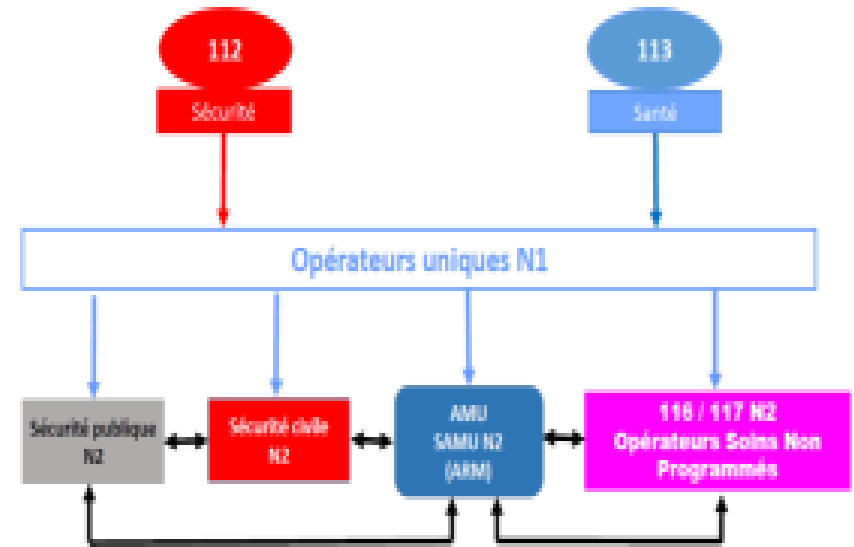 112
113
Sécurité
Santé
Opérateurs uniques N1
Sécurité publique
N2
Sécurité civile
N2
AMU
SAMU N2
(ARM)
116 / 117 N2
Opérateurs Soins Non
Programmés